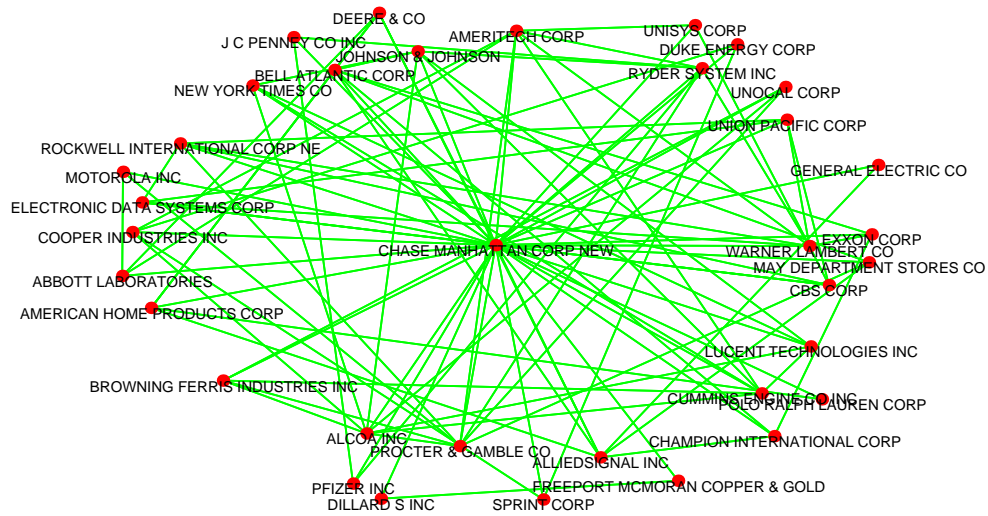 DEERE & CO
UNISYS CORP
AMERITECH CORP
J C PENNEY CO INC
DUKE ENERGY CORP
JOHNSON & JOHNSON
BELL ATLANTIC CORP
RYDER SYSTEM INC
NEW YORK TIMES CO
UNOCAL CORP
UNION PACIFIC CORP
ROCKWELL INTERNATIONAL CORP NE
GENERAL ELECTRIC CO
MOTOROLA INC
ELECTRONIC DATA SYSTEMS CORP
COOPER INDUSTRIES INC
EXXON CORP
CHASE MANHATTAN CORP NEW
WARNER LAMBERT CO
MAY DEPARTMENT STORES CO
ABBOTT LABORATORIES
CBS CORP
AMERICAN HOME PRODUCTS CORP
LUCENT TECHNOLOGIES INC
BROWNING FERRIS INDUSTRIES INC
CUMMINS ENGINE CO INC
POLO RALPH LAUREN CORP
ALCOA INC
CHAMPION INTERNATIONAL CORP
PROCTER & GAMBLE CO
ALLIEDSIGNAL INC
PFIZER INC
FREEPORT MCMORAN COPPER & GOLD
DILLARD S INC
SPRINT CORP